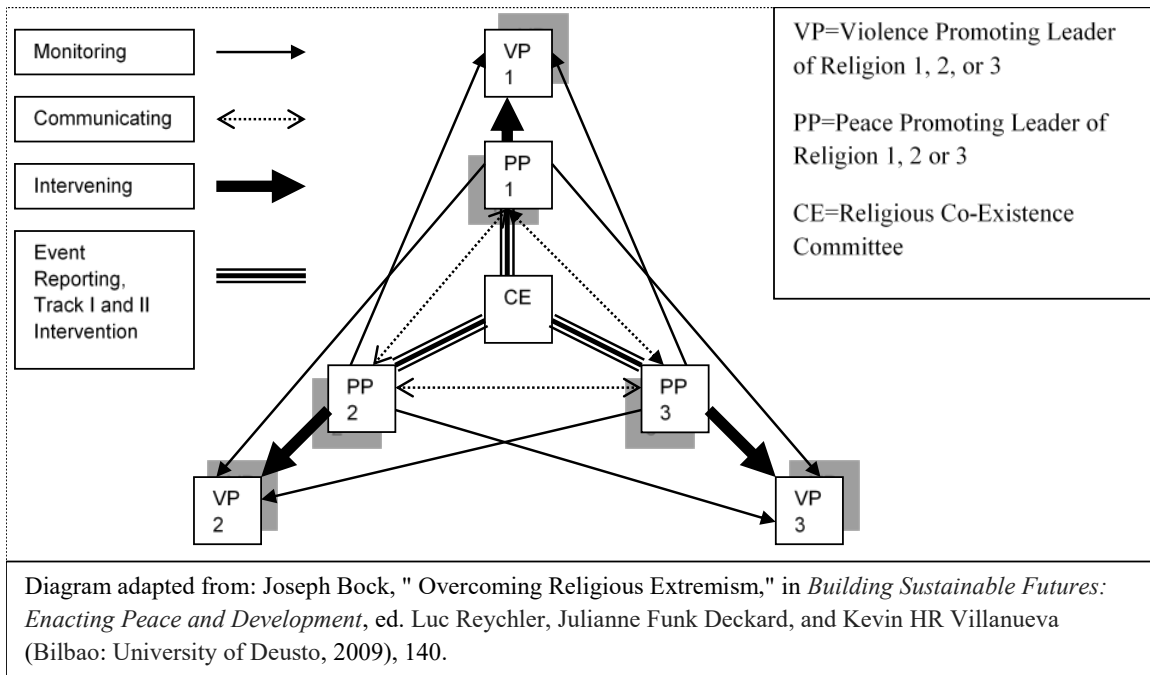 Monitoring
Communicating
Intervening
Event
Reporting,
Track I and II
Intervention
VP
1
PP
1
CE
PP
2
PP
3
VP
2
VP
3
VP=Violence Promoting Leader
of Religion 1, 2, or 3
PP=Peace Promoting Leader of
Religion 1, 2 or 3
CE=Religious Co-Existence
Committee
Diagram adapted from: Joseph Bock, " Overcoming Religious Extremism," in Building Sustainable Futures:
Enacting Peace and Development, ed. Luc Reychler, Julianne Funk Deckard, and Kevin HR Villanueva
(Bilbao: University of Deusto, 2009), 140.